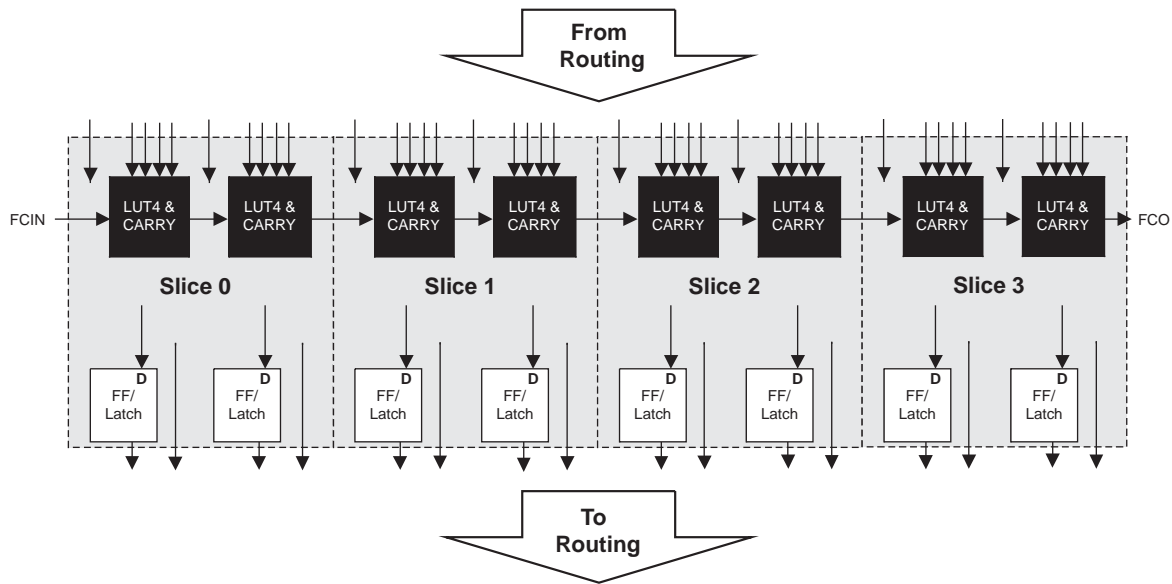 From
Routing
FCIN
LUT4 &
CARRY
LUT4 &
CARRY
LUT4 &
CARRY
LUT4 &
CARRY
LUT4 &
CARRY
LUT4 &
CARRY
LUT4 &
CARRY
LUT4 &
CARRY
FCO
Slice 0
Slice 1
Slice 2
Slice 3
D
FF/
Latch
D
FF/
Latch
D
FF/
Latch
D
FF/
Latch
D
FF/
Latch
D
FF/
Latch
D
FF/
Latch
D
FF/
Latch
To
Routing